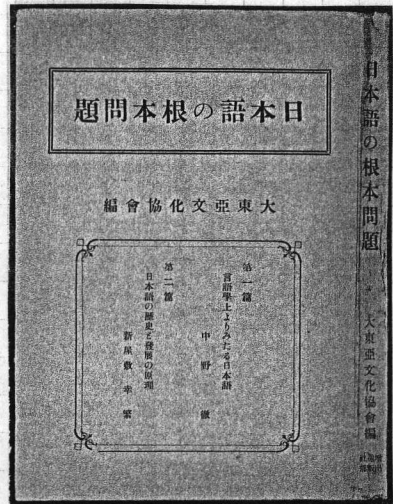 日本語の根本問題
大東亞文化協會編
第一篇
言語學上よりみたる日本語
中野徹
第二篇
日本語の歴史と發展の原理
新屋敷幸繁
日本語の根本問題
大東亞文化協會編